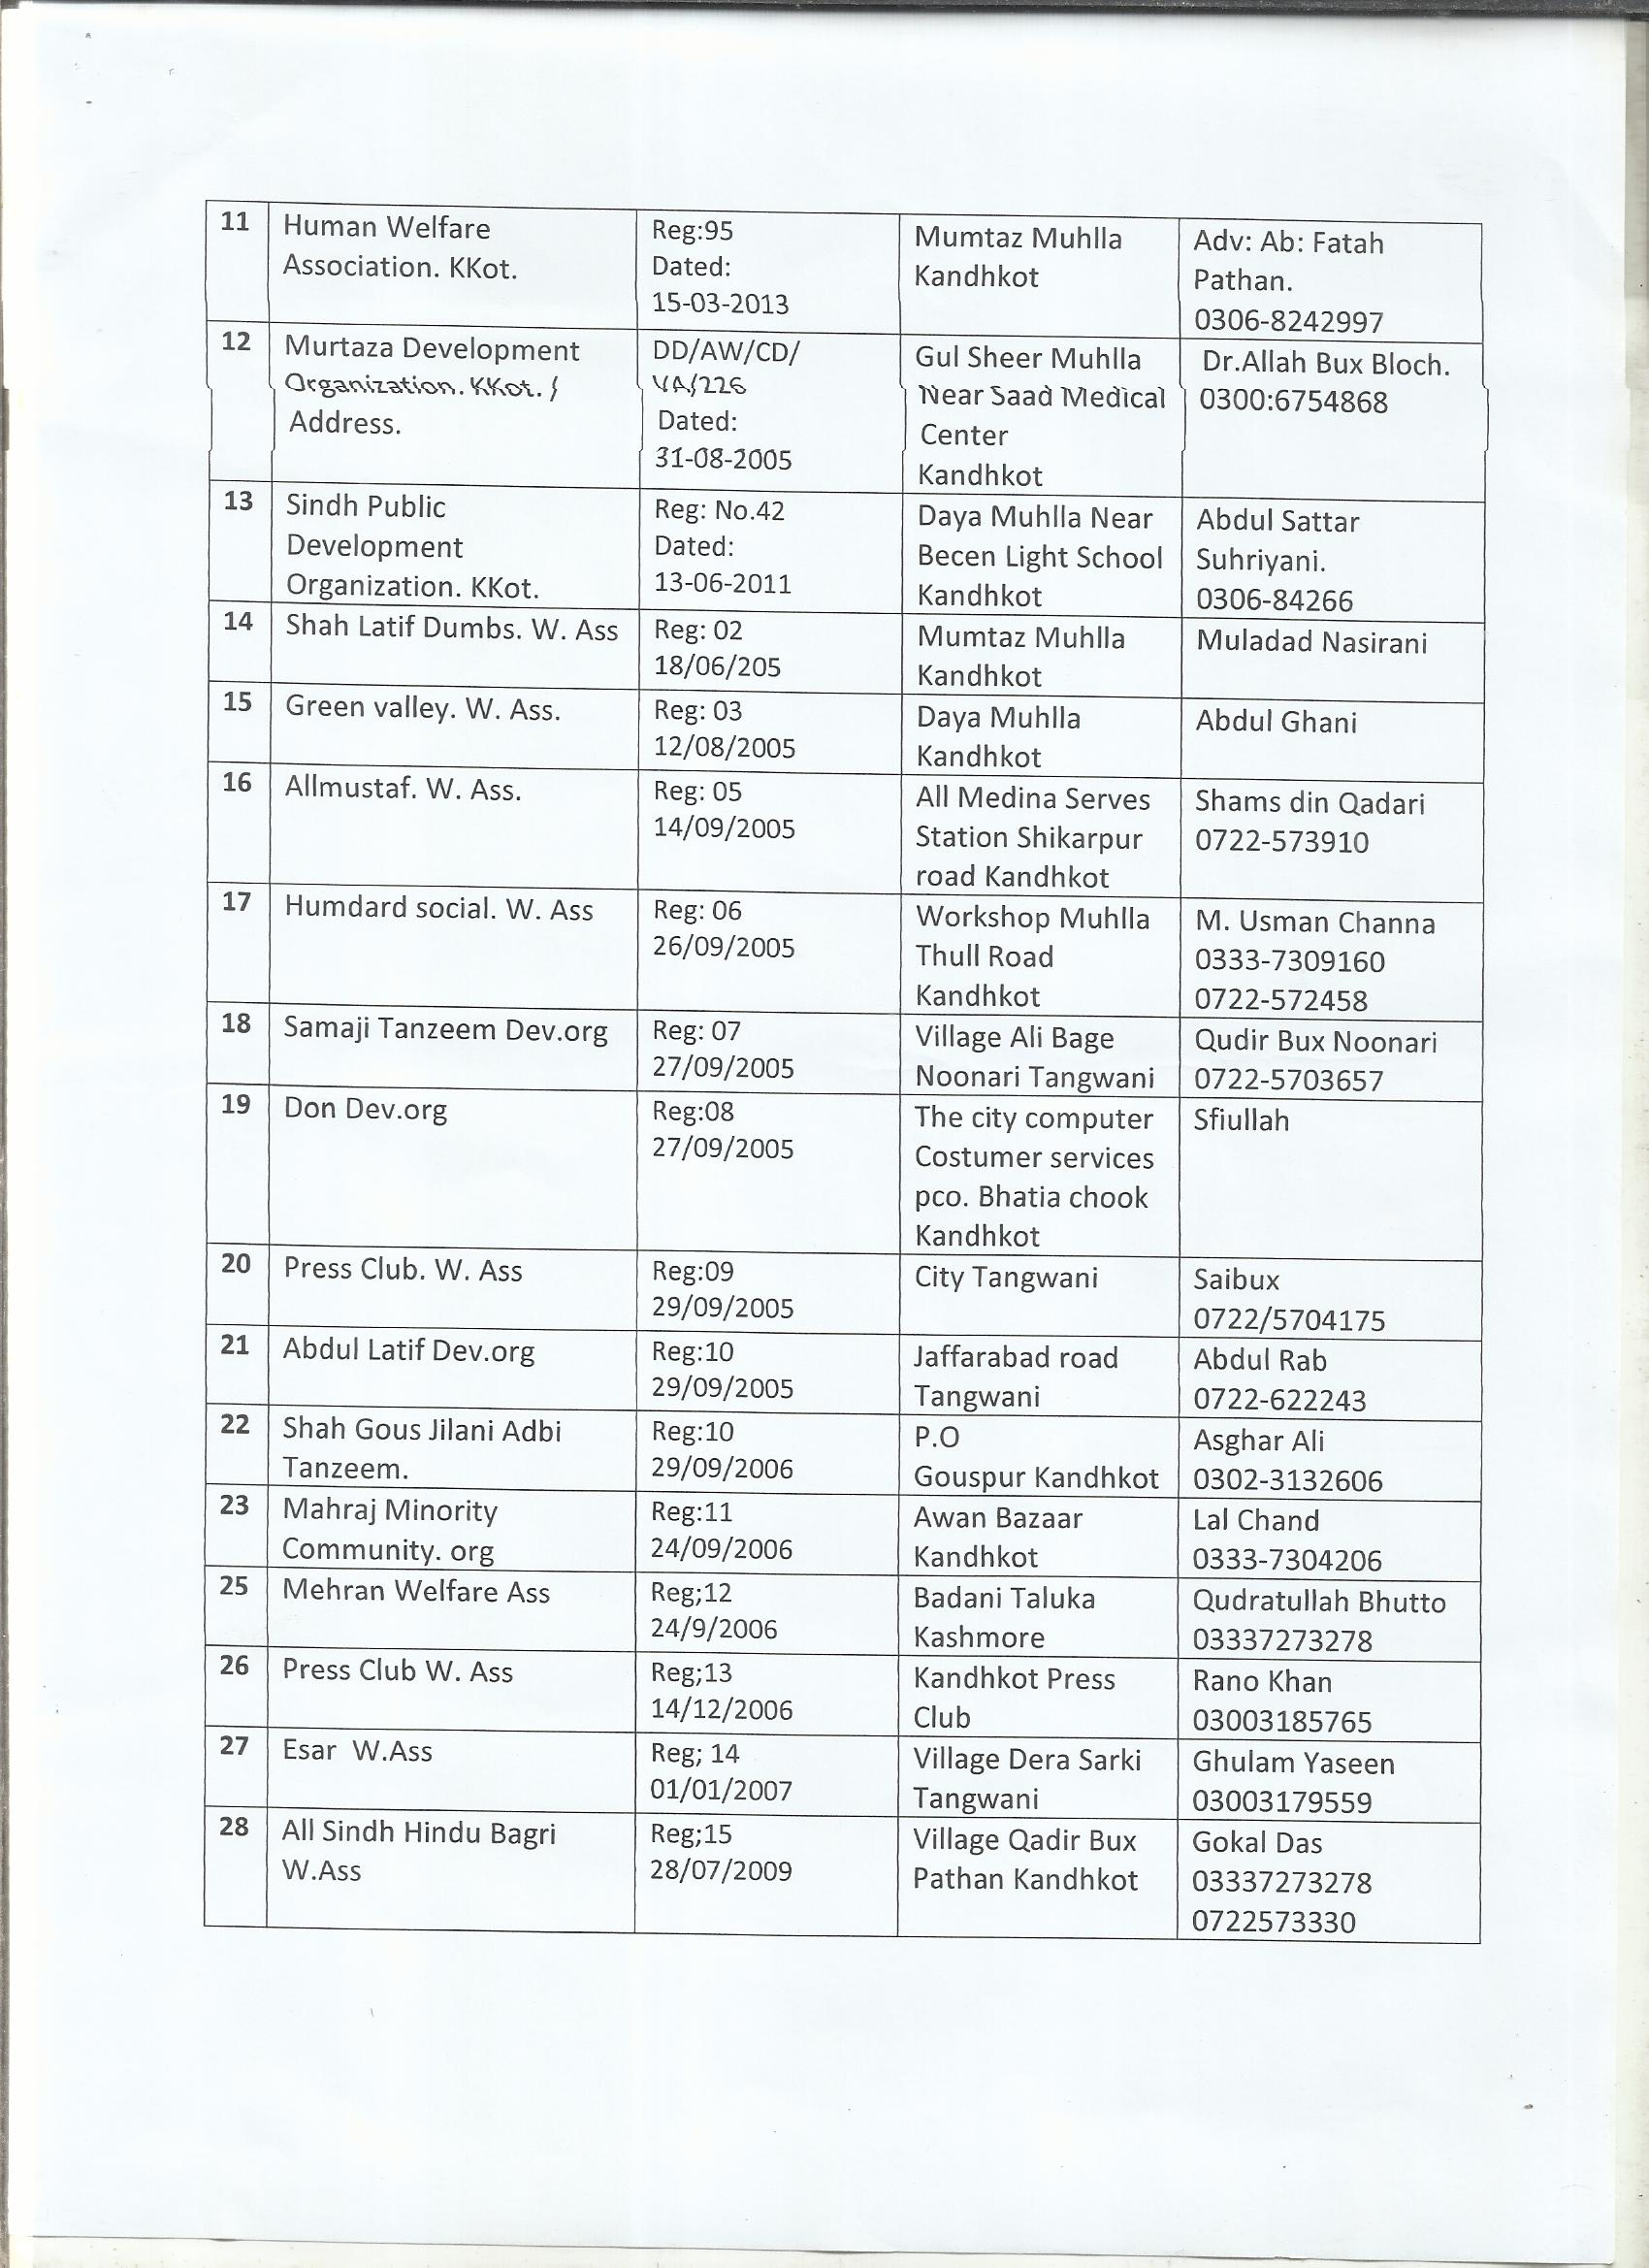 11
Human Welfare
Association. KKot.
Reg:95
Dated:
15-03-2013
Mumtaz Muhlla
Kandhkot
Adv: Ab: Fatah
Pathan.
0306-8242997
12
Murtaza Development
Organization. KKot. /
Address.
DD/AW/CD/
VA/226
Dated:
31-08-2005
Gul Sheer Muhlla
Near Saad Medical
Center
Kandhkot
Dr.Allah Bux Bloch.
0300:6754868
13
Sindh Public
Development
Organization. KKot.
Reg: No.42
Dated:
13-06-2011
Daya Muhlla Near
Becen Light School
Kandhkot
Abdul Sattar
Suhriyani.
0306-84266
14
Shah Latif Dumbs. W. Ass
Reg: 02
18/06/205
Mumtaz Muhlla
Kandhkot
Muladad Nasirani
15
Green valley. W. Ass.
Reg: 03
12/08/2005
Daya Muhlla
Kandhkot
Abdul Ghani
16
Allmustaf. W. Ass.
Reg: 05
14/09/2005
All Medina Serves
Station Shikarpur
road Kandhkot
Shams din Qadari
0722-573910
17
Humdard social. W. Ass
Reg: 06
26/09/2005
Workshop Muhlla
Thull Road
Kandhkot
M. Usman Channa
0333-7309160
0722-572458
18
Samaji Tanzeem Dev.org
Reg: 07
27/09/2005
Village Ali Bage
Noonari Tangwani
Qudir Bux Noonari
0722-5703657
19
Don Dev.org
Reg:08
27/09/2005
The city computer
Costumer services
pco. Bhatia chook
Kandhkot
Sfiullah
20
Press Club. W. Ass
Reg:09
29/09/2005
City Tangwani
Saibux
0722/5704175
21
Abdul Latif Dev.org
Reg:10
29/09/2005
Jaffarabad road
Tangwani
Abdul Rab
0722-622243
22
Shah Gous Jilani Adbi
Tanzeem.
Reg:10
29/09/2006
P.O
Gouspur Kandhkot
Asghar Ali
0302-3132606
23
Mahraj Minority
Community. org
Reg:11
24/09/2006
Awan Bazaar
Kandhkot
Lal Chand
0333-7304206
25
Mehran Welfare Ass
Reg;12
24/9/2006
Badani Taluka
Kashmore
Qudratullah Bhutto
03337273278
26
Press Club W. Ass
Reg;13
14/12/2006
Kandhkot Press
Club
Rano Khan
03003185765
27
Esar  W.Ass
Reg; 14
01/01/2007
Village Dera Sarki
Tangwani
Ghulam Yaseen
03003179559
28
All Sindh Hindu Bagri
W.Ass
Reg;15
28/07/2009
Village Qadir Bux
Pathan Kandhkot
Gokal Das
03337273278
0722573330